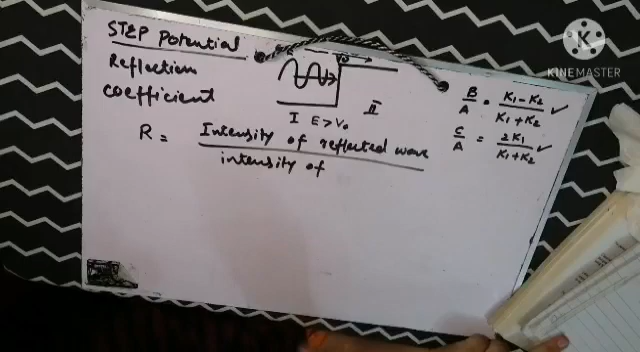 STEP Potential
Reflection
coefficient
V₀
I E > V₀
II
B/A = K₁ - K₂ / K₁ + K₂ ✓
C/A = 2K₁ / K₁ + K₂ ✓
R = Intensity of reflected wave
intensity of
K
KINEMASTER